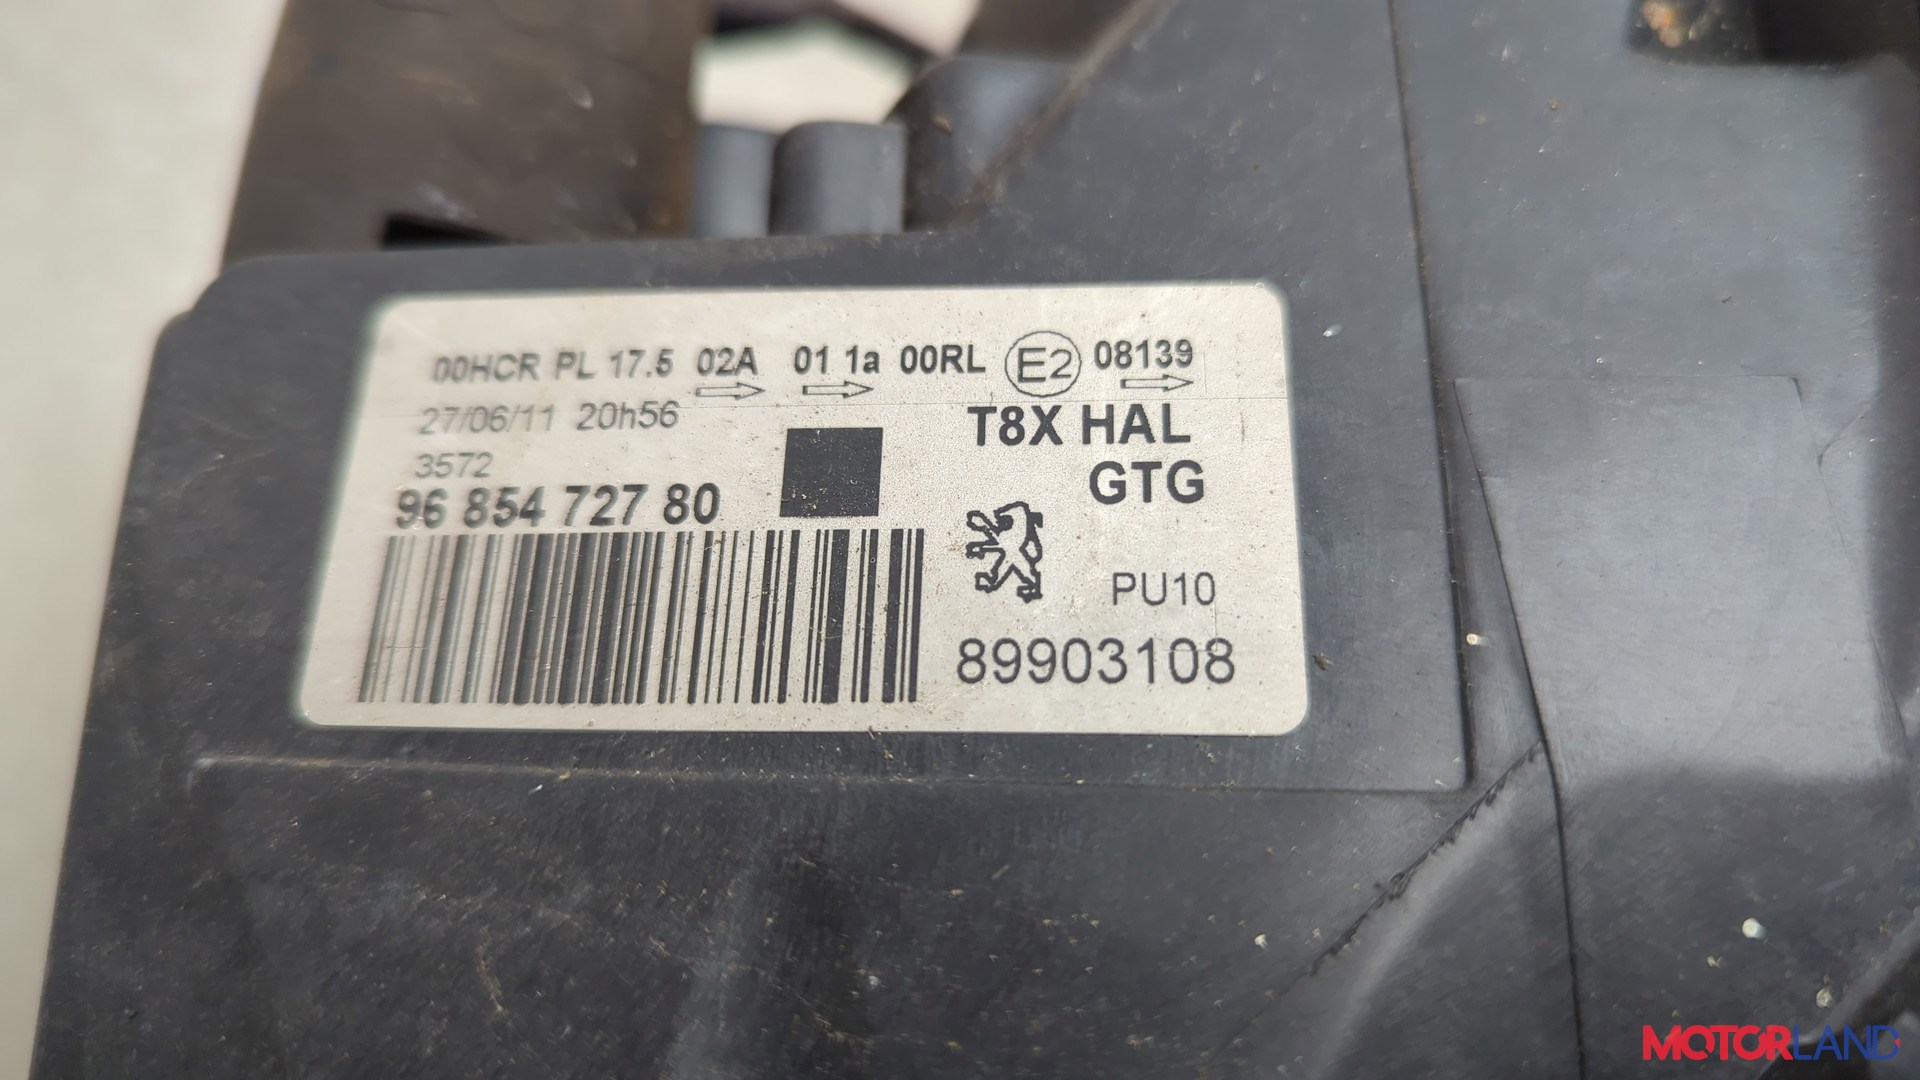 00HCR PL 17.5 02A 01 1a 00RL E2 08139
27/06/11 20h56
T8X HAL
3572
GTG
96 854 727 80
PU10
89903108
MOTORLAND